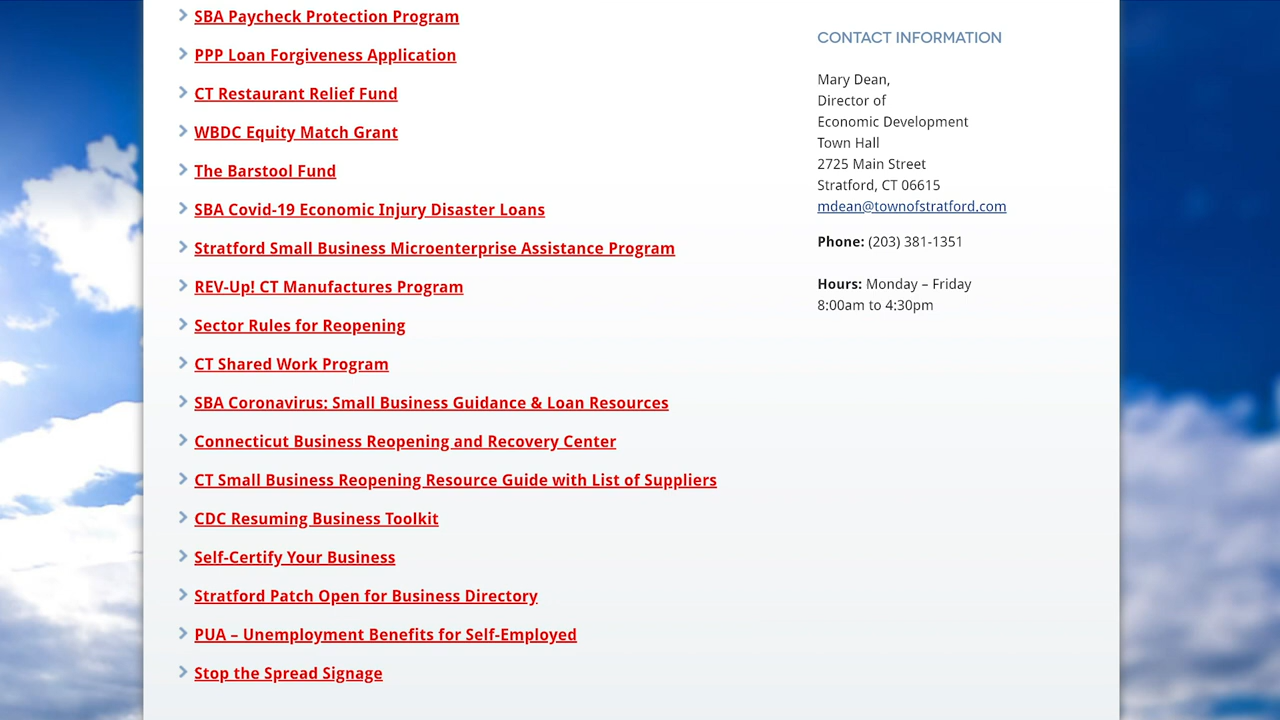 SBA Paycheck Protection Program
PPP Loan Forgiveness Application
CT Restaurant Relief Fund
WBDC Equity Match Grant
The Barstool Fund
SBA Covid-19 Economic Injury Disaster Loans
Stratford Small Business Microenterprise Assistance Program
REV-Up! CT Manufactures Program
Sector Rules for Reopening
CT Shared Work Program
SBA Coronavirus: Small Business Guidance & Loan Resources
Connecticut Business Reopening and Recovery Center
CT Small Business Reopening Resource Guide with List of Suppliers
CDC Resuming Business Toolkit
Self-Certify Your Business
Stratford Patch Open for Business Directory
PUA – Unemployment Benefits for Self-Employed
Stop the Spread Signage
CONTACT INFORMATION
Mary Dean,
Director of
Economic Development
Town Hall
2725 Main Street
Stratford, CT 06615
mdean@townofstratford.com
Phone: (203) 381-1351
Hours: Monday – Friday
8:00am to 4:30pm